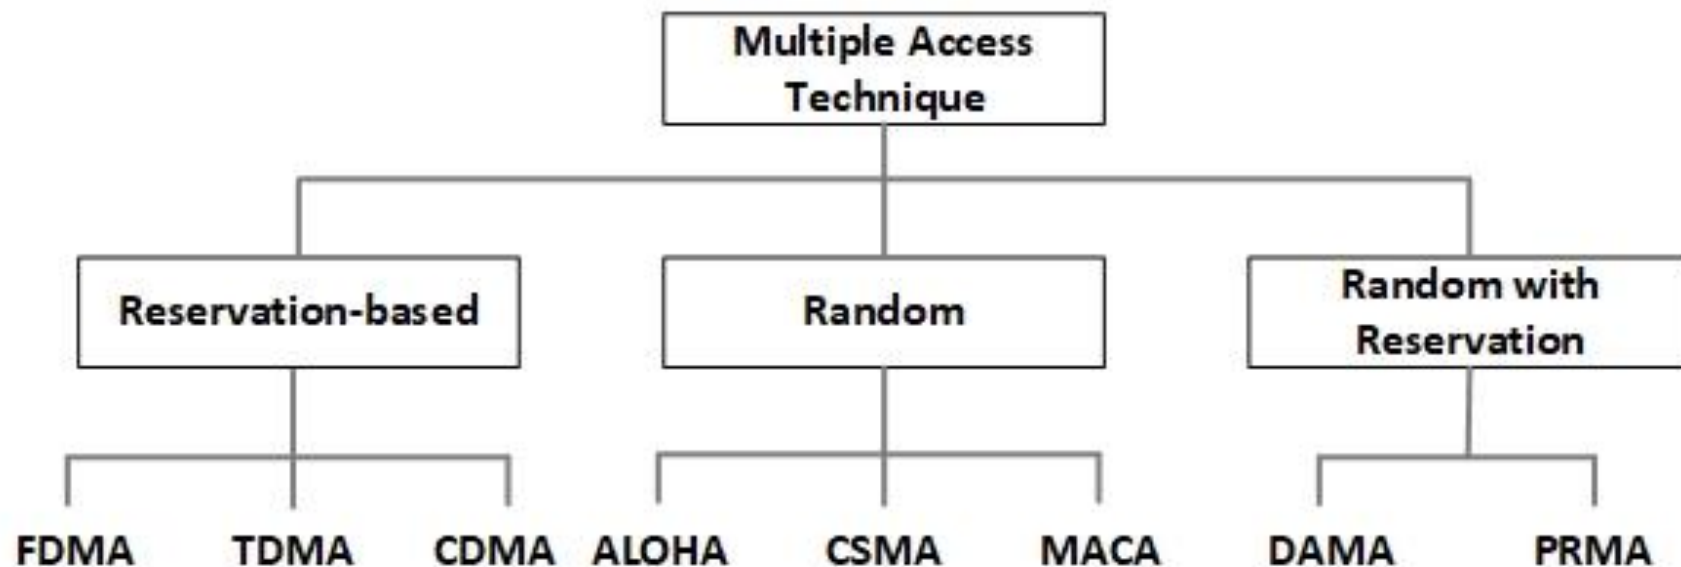 Multiple Access
Technique
Reservation-based
Random
Random with
Reservation
FDMA
TDMA
CDMA
ALOHA
CSMA
MACA
DAMA
PRMA